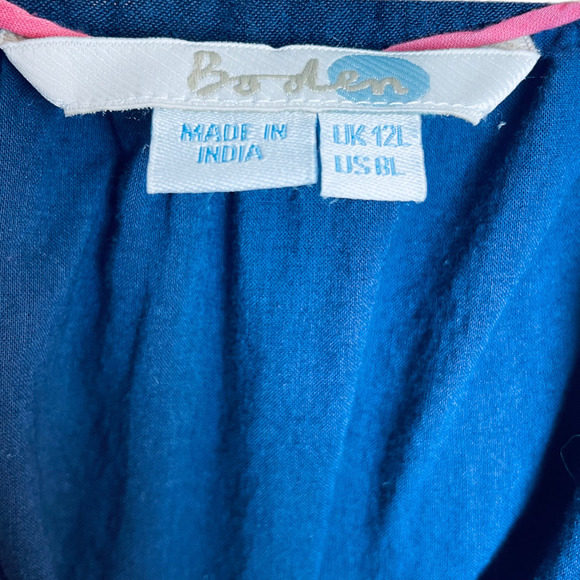 Boden
MADE IN
INDIA
UK 12L
US 8L